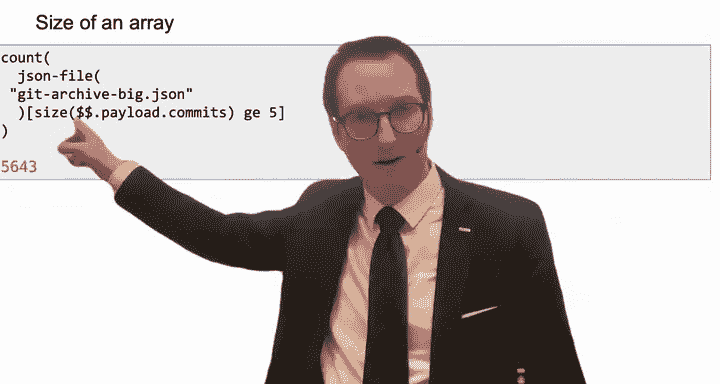 Size of an array
count(
json-file(
"git-archive-big.json"
)[size($$.payload.commits) ge 5]
)
5643